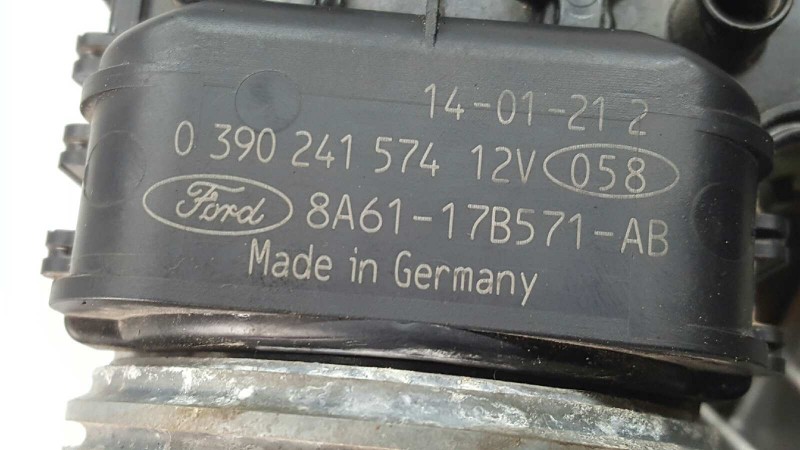 14-01-21 2
0 390 241 574 12V 058
Ford 8A61-17B571-AB
Made in Germany